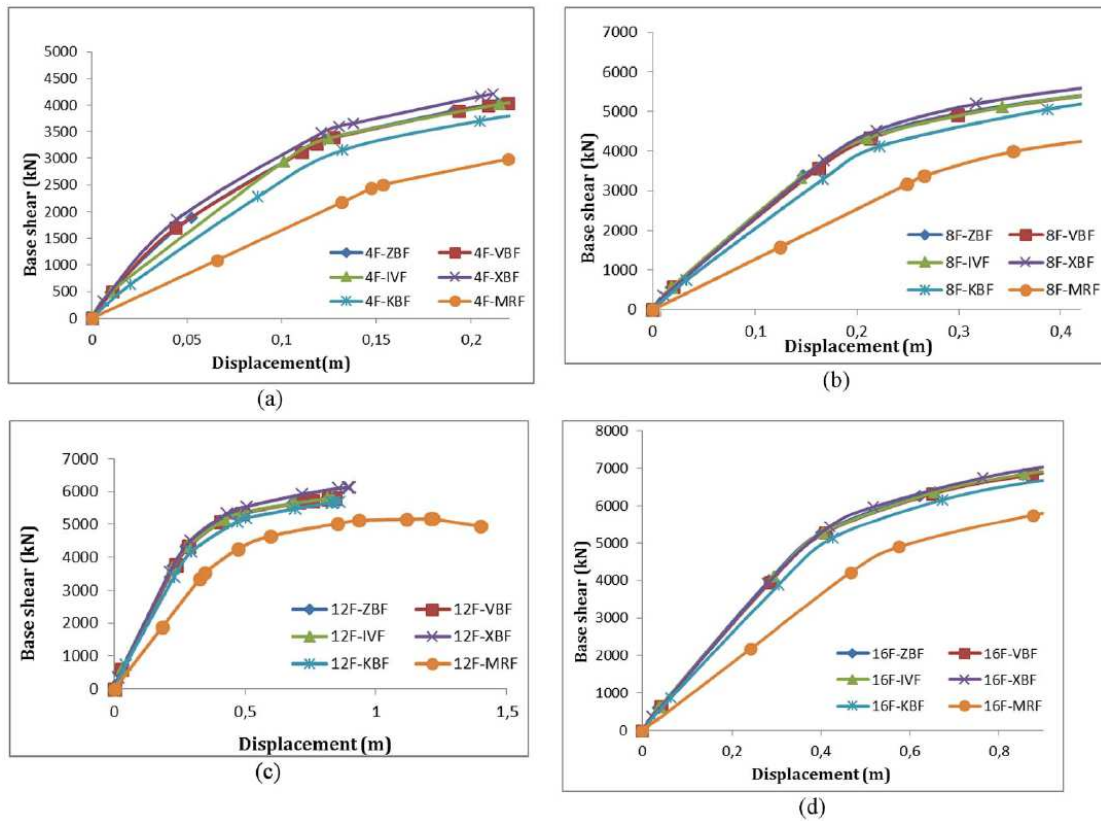 5000
4500
4000
3500
3000
2500
2000
1500
1000
500
0
Base shear (kN)
4F-ZBF 4F-VBF
4F-IVF 4F-XBF
4F-KBF 4F-MRF
0 0,05 0,1 0,15 0,2
Displacement(m)
(a)
7000
6000
5000
4000
3000
2000
1000
0
Base shear (kN)
8F-ZBF 8F-VBF
8F-IVF 8F-XBF
8F-KBF 8F-MRF
0 0,1 0,2 0,3 0,4
Displacement (m)
(b)
7000
6000
5000
4000
3000
2000
1000
0
Base shear (kN)
12F-ZBF 12F-VBF
12F-IVF 12F-XBF
12F-KBF 12F-MRF
0 0,5 1 1,5
Displacement (m)
(c)
8000
7000
6000
5000
4000
3000
2000
1000
0
Base shear (kN)
16F-ZBF 16F-VBF
16F-IVF 16F-XBF
16F-KBF 16F-MRF
0 0,2 0,4 0,6 0,8
Displacement (m)
(d)